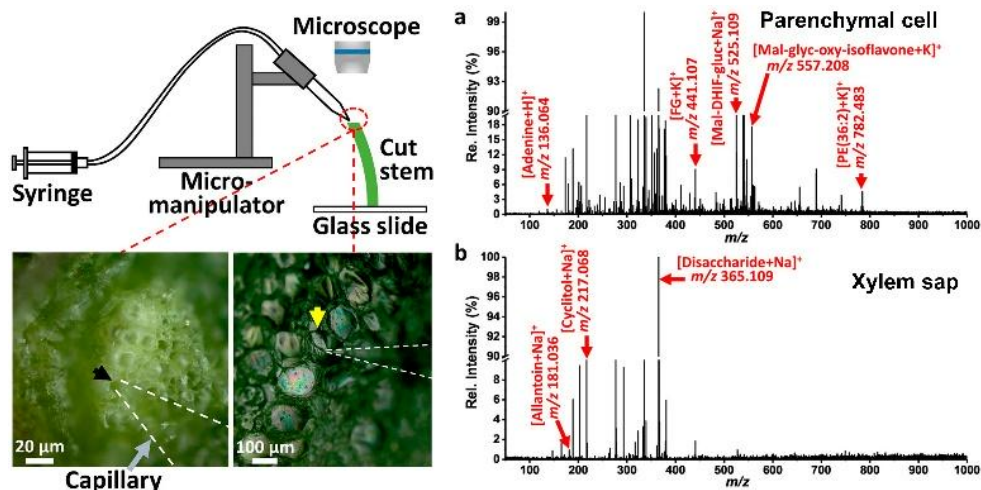 Microscope
Syringe
Micro-
manipulator
Cut
stem
Glass slide
20 µm
Capillary
100 µm
a
Parenchymal cell
Re. Intensity (%)
99
96
93
90
18
15
12
9
6
3
0
[Adenine+H]⁺
m/z 136.064
[FG+K]⁺
m/z 441.107
[Mal-DHIF-gluc+Na]⁺
m/z 525.109
[Mal-glyc-oxy-isoflavone+K]⁺
m/z 557.208
[PE(36:2)+K]⁺
m/z 782.483
100 200 300 400 500 600 700 800 900 1000
m/z
b
Xylem sap
Rel. Intensity (%)
100
98
96
94
92
90
8
6
4
2
0
[Allantoin+Na]⁺
m/z 181.036
[Cyclitol+Na]⁺
m/z 217.068
[Disaccharide+Na]⁺
m/z 365.109
100 200 300 400 500 600 700 800 900 1000
m/z